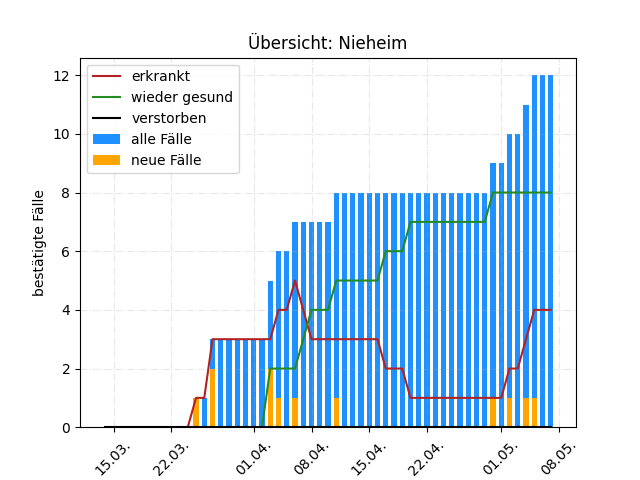 Übersicht: Nieheim
erkrankt
wieder gesund
verstorben
alle Fälle
neue Fälle
bestätigte Fälle
12
10
8
6
4
2
0
15.03.
22.03.
01.04.
08.04.
15.04.
22.04.
01.05.
08.05.